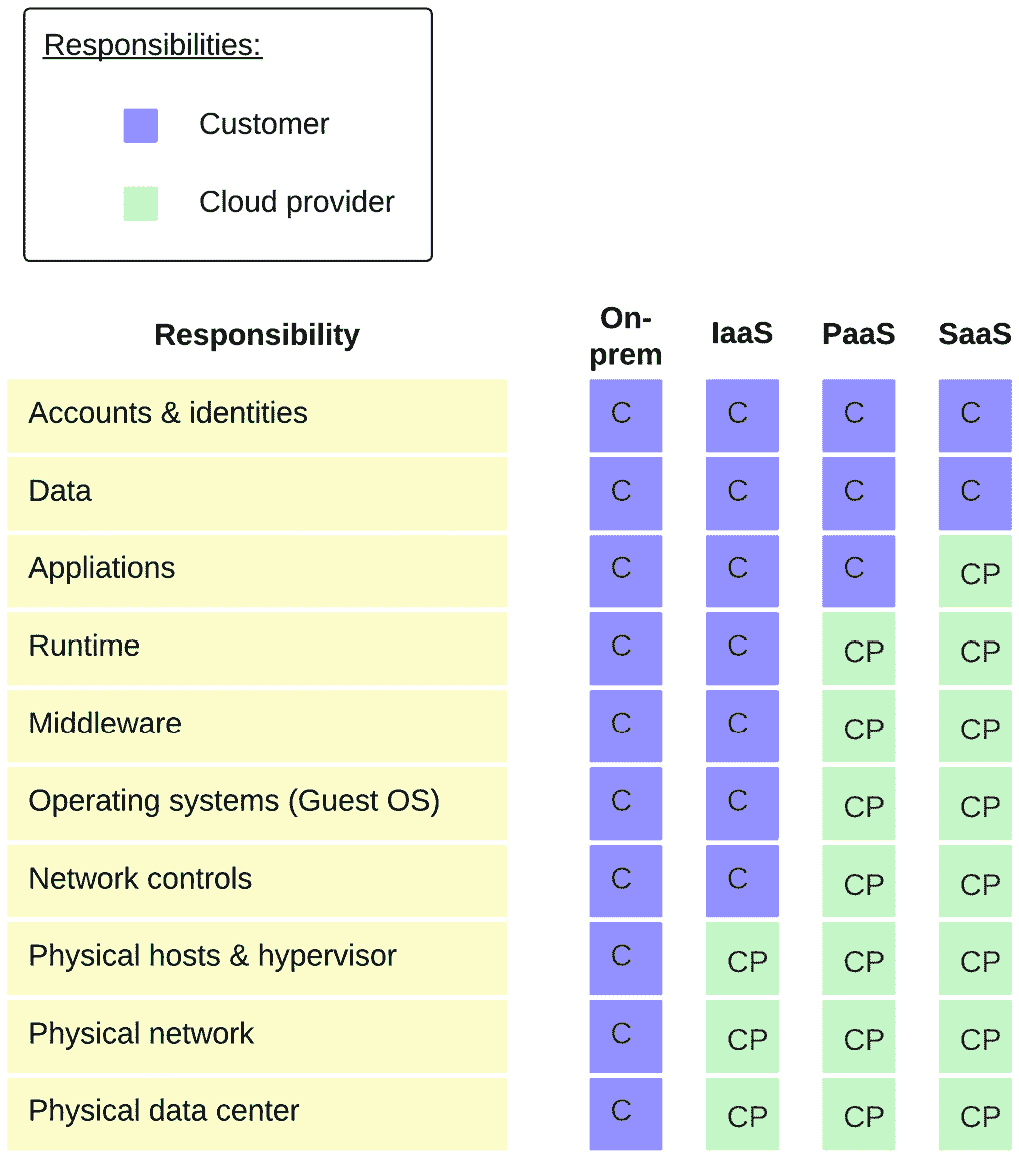 Responsibilities:
Customer
Cloud provider
Responsibility On-prem IaaS PaaS SaaS
Accounts & identities C C C C
Data C C C C
Appliations C C C CP
Runtime C C CP CP
Middleware C C CP CP
Operating systems (Guest OS) C C CP CP
Network controls C C CP CP
Physical hosts & hypervisor C CP CP CP
Physical network C CP CP CP
Physical data center C CP CP CP